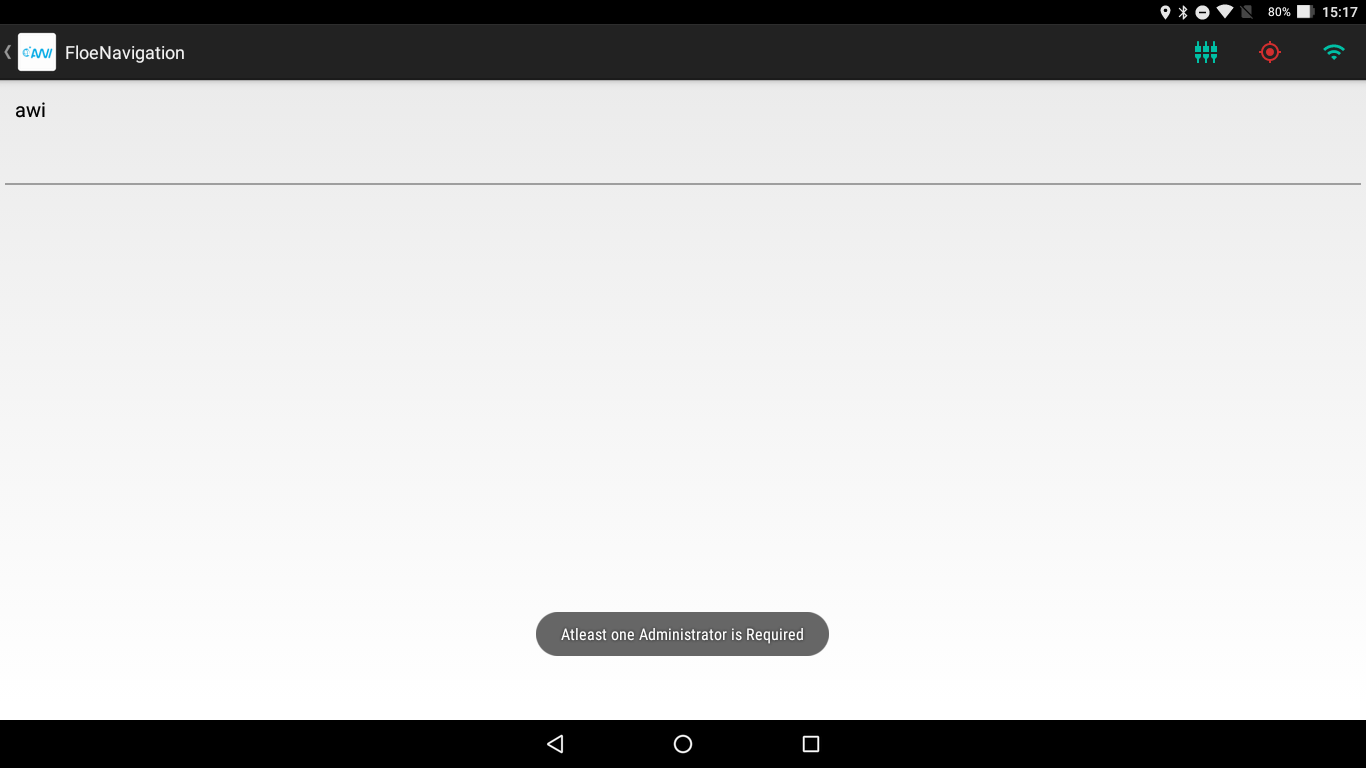 80% 15:17
AWI FloeNavigation
awi
Atleast one Administrator is Required